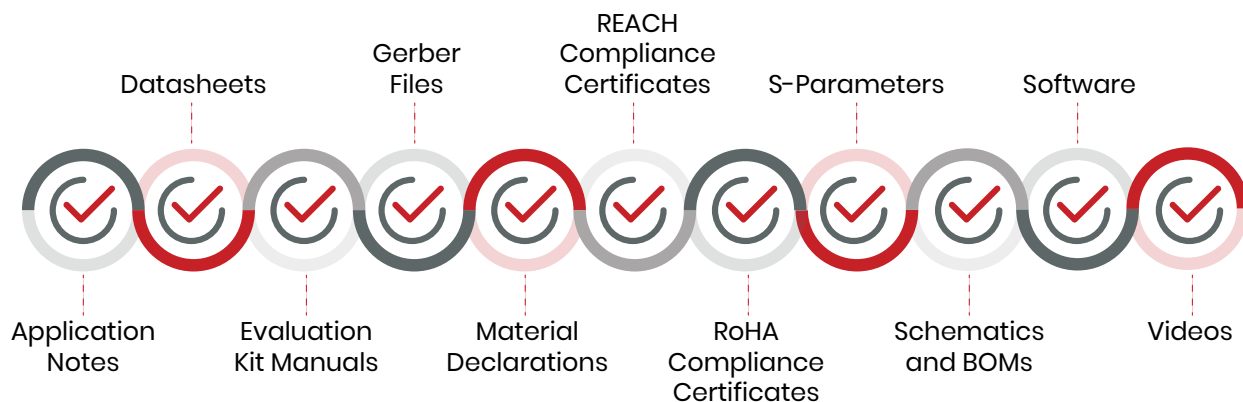 Application
Notes
Datasheets
Evaluation
Kit Manuals
Gerber
Files
Material
Declarations
REACH
Compliance
Certificates
RoHA
Compliance
Certificates
S-Parameters
Schematics
and BOMs
Software
Videos